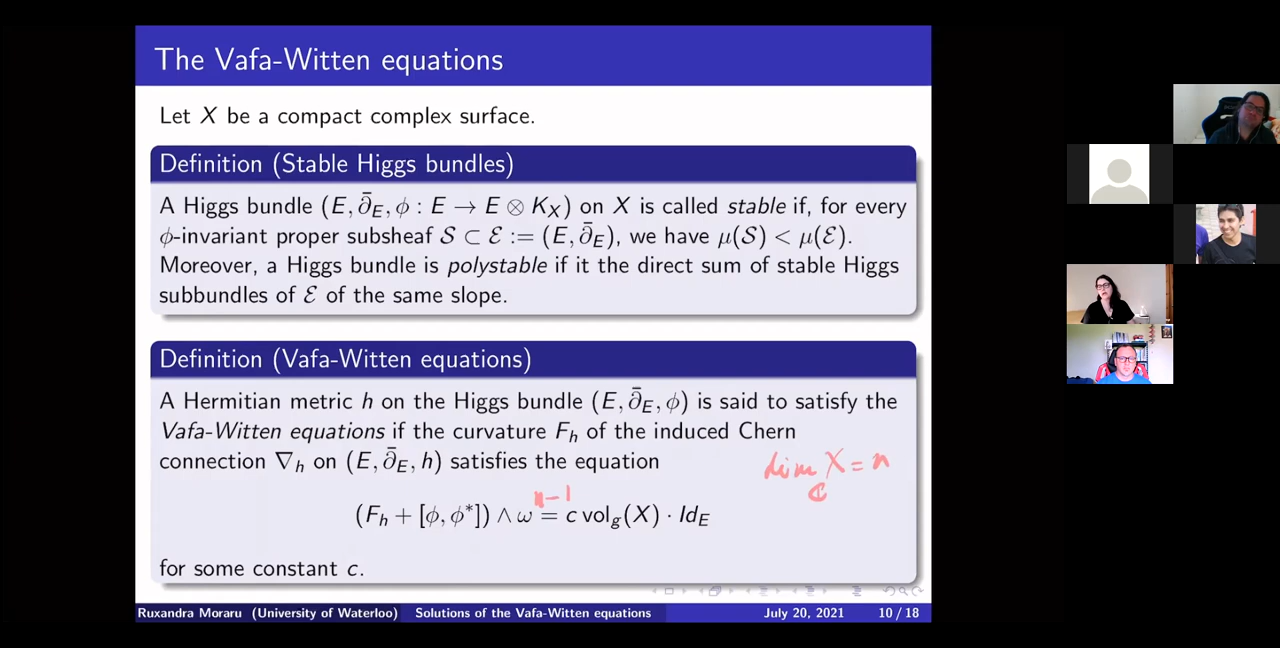 The Vafa-Witten equations
Let X be a compact complex surface.
Definition (Stable Higgs bundles)
A Higgs bundle (E, ∂̄_E, ϕ : E → E ⊗ K_X) on X is called stable if, for every
ϕ-invariant proper subsheaf 𝒮 ⊂ ℰ := (E, ∂̄_E), we have μ(𝒮) < μ(ℰ).
Moreover, a Higgs bundle is polystable if it the direct sum of stable Higgs
subbundles of ℰ of the same slope.
Definition (Vafa-Witten equations)
A Hermitian metric h on the Higgs bundle (E, ∂̄_E, ϕ) is said to satisfy the
Vafa-Witten equations if the curvature F_h of the induced Chern
connection ∇_h on (E, ∂̄_E, h) satisfies the equation
dim_ℂ X = n
(F_h + [ϕ, ϕ*]) ∧ ω^{n-1} = c vol_g(X) · Id_E
for some constant c.
Ruxandra Moraru (University of Waterloo) Solutions of the Vafa-Witten equations July 20, 2021 10 / 18